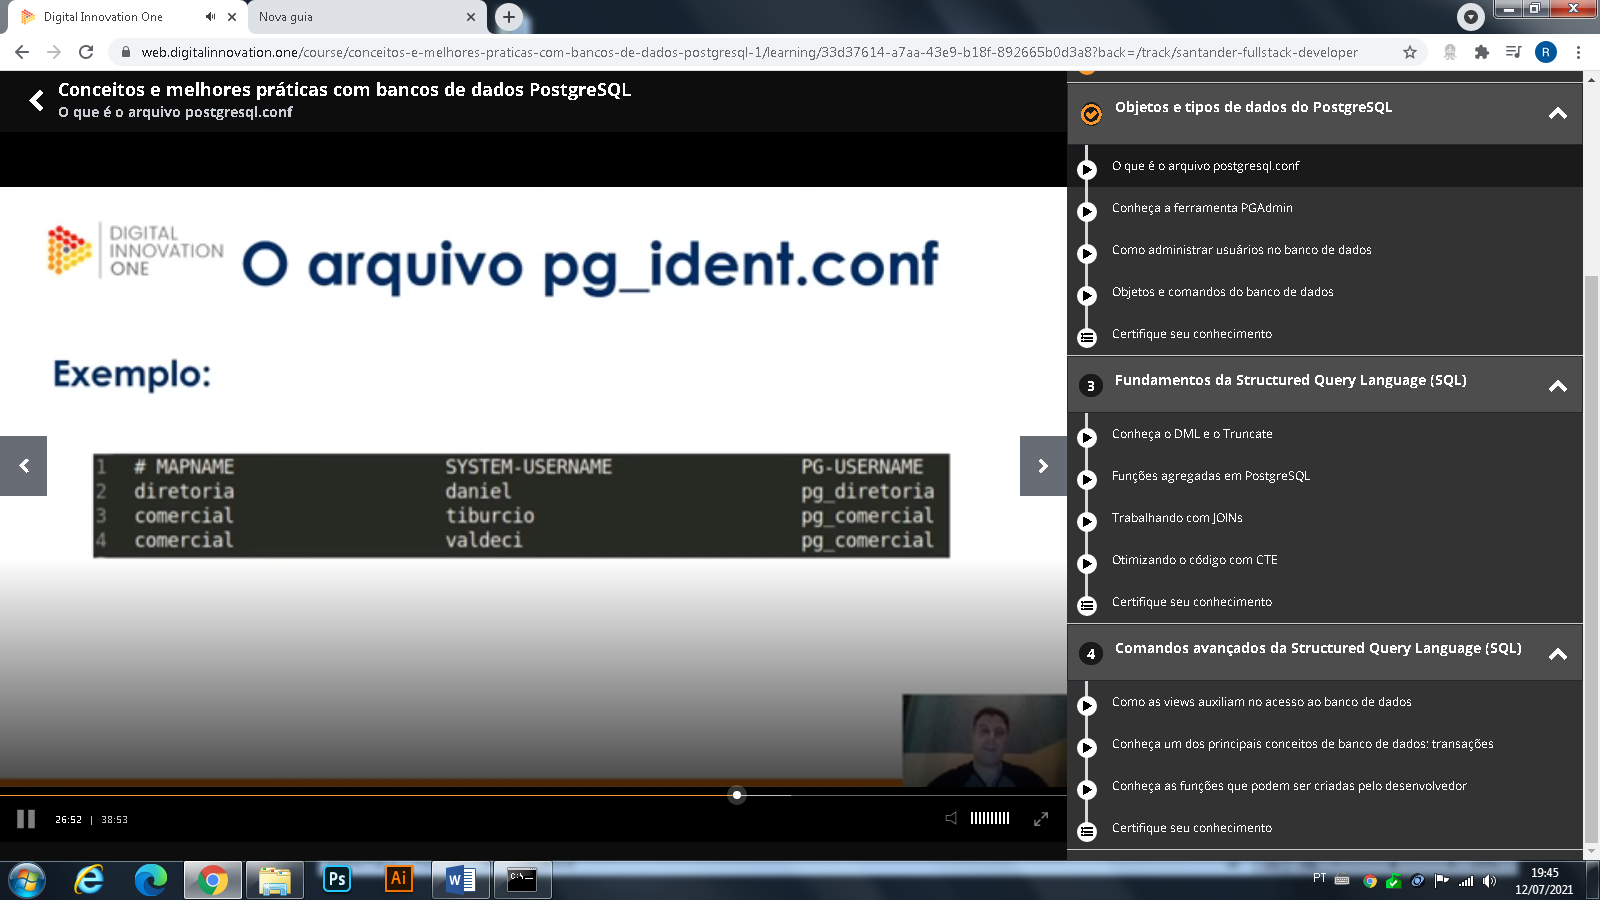 Digital Innovation One
Nova guia
web.digitalinnovation.one/course/conceitos-e-melhores-praticas-com-bancos-de-dados-postgresql-1/learning/33d37614-a7aa-43e9-b18f-892665b0d3a8?back=/track/santander-fullstack-developer
R
Conceitos e melhores práticas com bancos de dados PostgreSQL
O que é o arquivo postgresql.conf
DIGITAL
INNOVATION
ONE
O arquivo pg_ident.conf
Exemplo:
1 # MAPNAME SYSTEM-USERNAME PG-USERNAME
2 diretoria daniel pg_diretoria
3 comercial tiburcio pg_comercial
4 comercial valdeci pg_comercial
26:52 | 38:53
Objetos e tipos de dados do PostgreSQL
O que é o arquivo postgresql.conf
Conheça a ferramenta PGAdmin
Como administrar usuários no banco de dados
Objetos e comandos do banco de dados
Certifique seu conhecimento
3 Fundamentos da Structured Query Language (SQL)
Conheça o DML e o Truncate
Funções agregadas em PostgreSQL
Trabalhando com JOINs
Otimizando o código com CTE
Certifique seu conhecimento
4 Comandos avançados da Structured Query Language (SQL)
Como as views auxiliam no acesso ao banco de dados
Conheça um dos principais conceitos de banco de dados: transações
Conheça as funções que podem ser criadas pelo desenvolvedor
Certifique seu conhecimento
Ps
Ai
W
C:\_
PT
19:45
12/07/2021